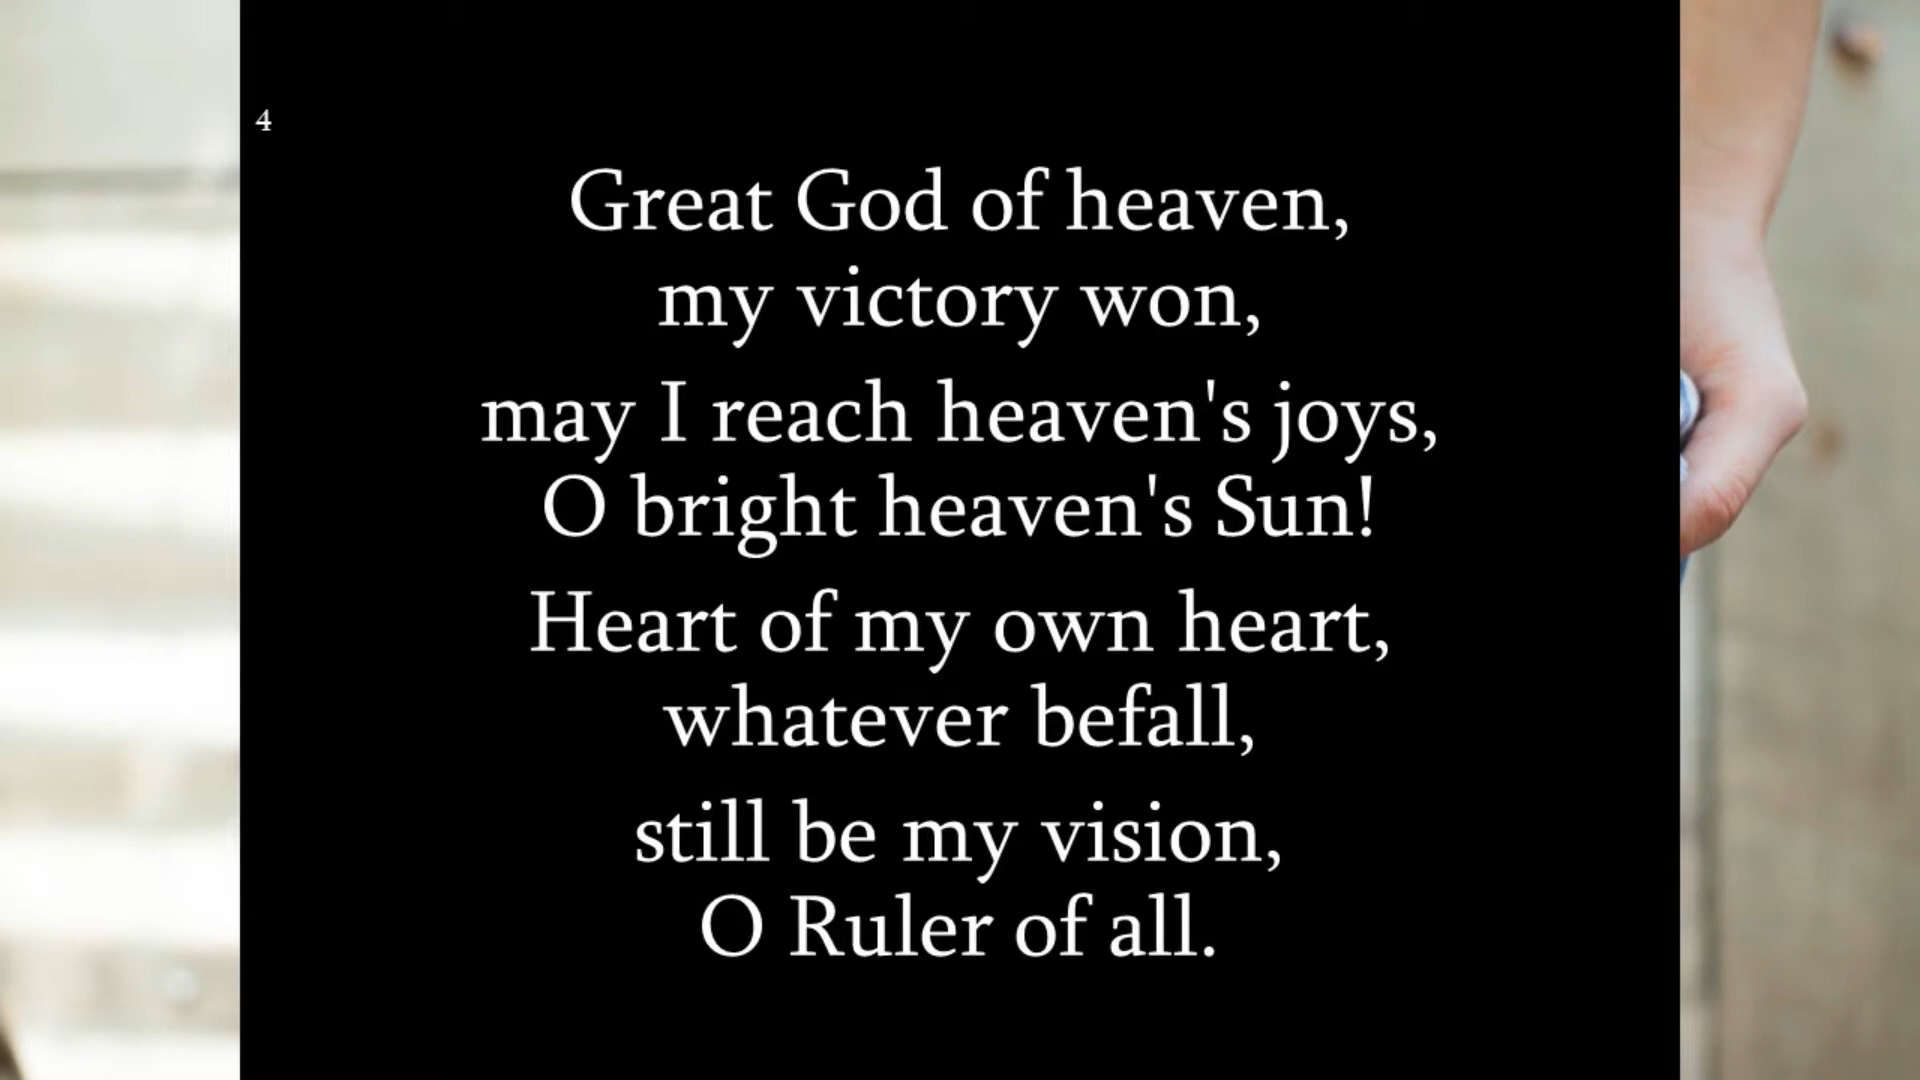 4
Great God of heaven,
my victory won,
may I reach heaven's joys,
O bright heaven's Sun!
Heart of my own heart,
whatever befall,
still be my vision,
O Ruler of all.